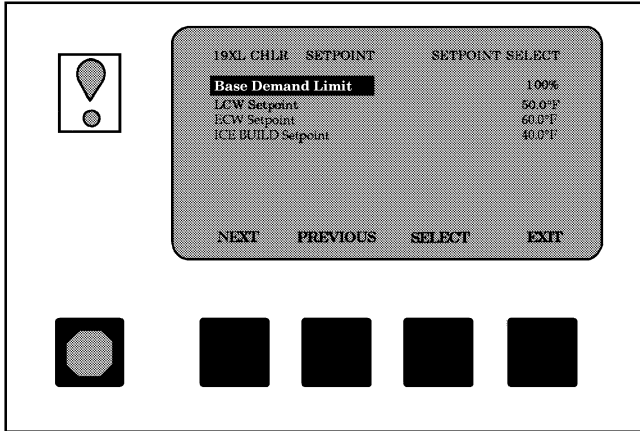 19XL CHLR SETPOINT SETPOINT SELECT
Base Demand Limit 100%
LCW Setpoint 50.0°F
ECW Setpoint 60.0°F
ICE BUILD Setpoint 40.0°F
NEXT PREVIOUS SELECT EXIT